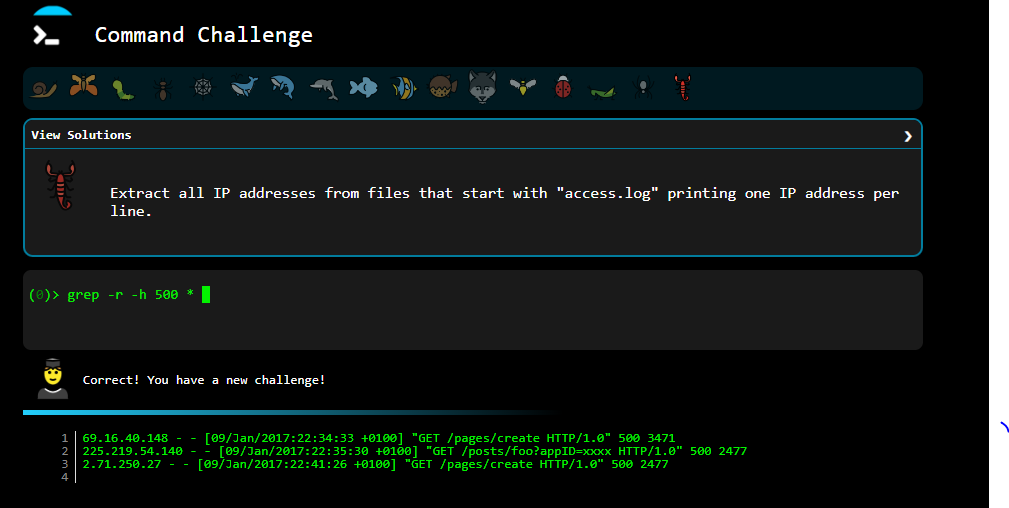 Command Challenge
View Solutions
Extract all IP addresses from files that start with "access.log" printing one IP address per
line.
(0)> grep -r -h 500 *
Correct! You have a new challenge!
1 69.16.40.148 - - [09/Jan/2017:22:34:33 +0100] "GET /pages/create HTTP/1.0" 500 3471
2 225.219.54.140 - - [09/Jan/2017:22:35:30 +0100] "GET /posts/foo?appID=xxxx HTTP/1.0" 500 2477
3 2.71.250.27 - - [09/Jan/2017:22:41:26 +0100] "GET /pages/create HTTP/1.0" 500 2477
4